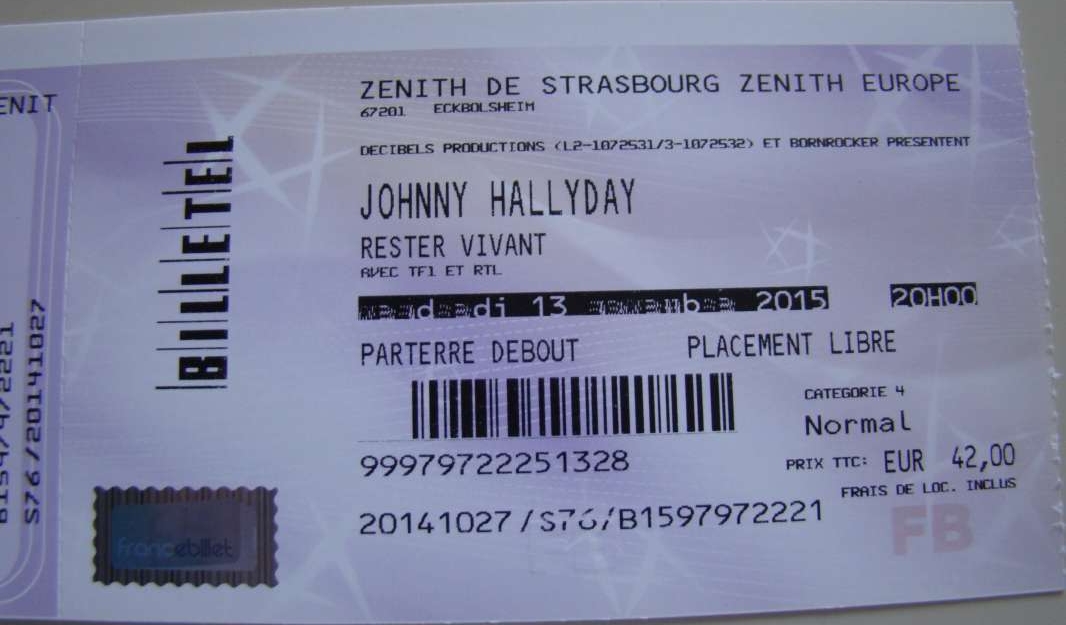 ENIT
S76/20141027
BILLETEL
francebillet
ZENITH DE STRASBOURG ZENITH EUROPE
67201 ECKBOLSHEIM
DECIBELS PRODUCTIONS (L2-1072531/3-1072532) ET BORNROCKER PRESENTENT
JOHNNY HALLYDAY
RESTER VIVANT
AVEC TF1 ET RTL
13 2015 20H00
PARTERRE DEBOUT PLACEMENT LIBRE
CATEGORIE 4
Normal
99979722251328
PRIX TTC: EUR 42,00
FRAIS DE LOC. INCLUS
20141027/S76/B1597972221
FB